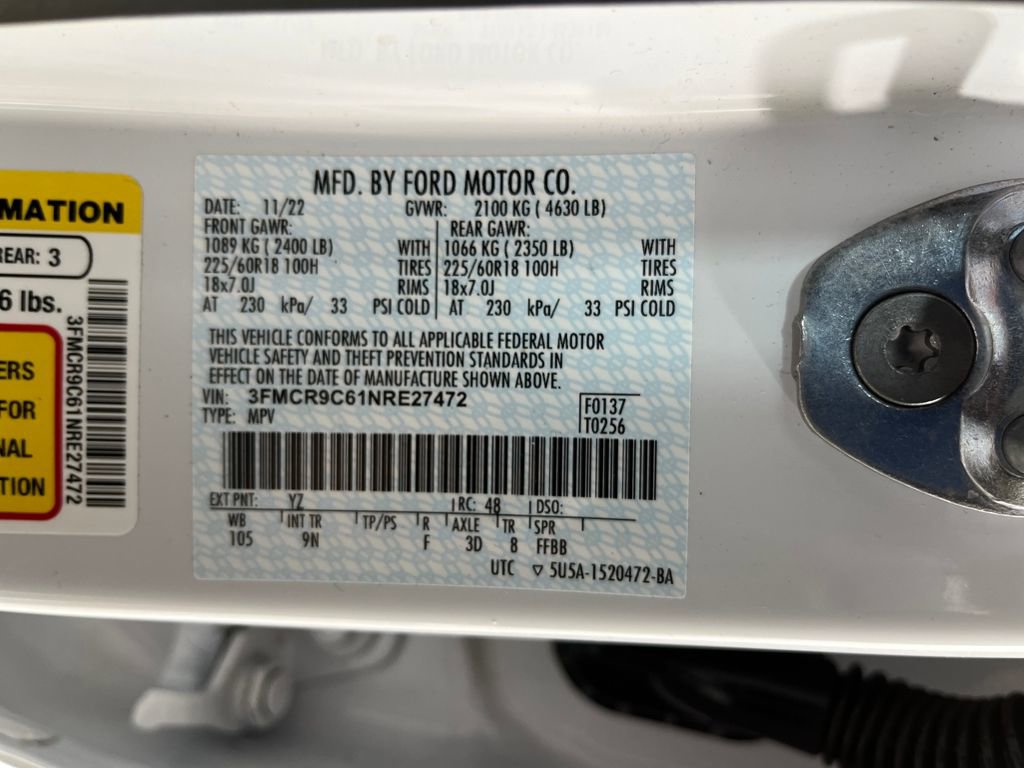 MATION
REAR: 3
6 lbs.
ERS
FOR
NAL
TION
3FMCR9C61NRE27472
MFD. BY FORD MOTOR CO.
DATE: 11/22 GVWR: 2100 KG ( 4630 LB)
FRONT GAWR: REAR GAWR:
1089 KG ( 2400 LB) WITH 1066 KG ( 2350 LB) WITH
225/60R18 100H TIRES 225/60R18 100H TIRES
18x7.0J RIMS 18x7.0J RIMS
AT 230 kPa/ 33 PSI COLD AT 230 kPa/ 33 PSI COLD
THIS VEHICLE CONFORMS TO ALL APPLICABLE FEDERAL MOTOR
VEHICLE SAFETY AND THEFT PREVENTION STANDARDS IN
EFFECT ON THE DATE OF MANUFACTURE SHOWN ABOVE.
VIN: 3FMCR9C61NRE27472 F0137
TYPE: MPV T0256
EXT PNT: YZ RC: 48 DSO:
WB INT TR TP/PS R AXLE TR SPR
105 9N F 3D 8 FFBB
UTC ▽ 5U5A-1520472-BA